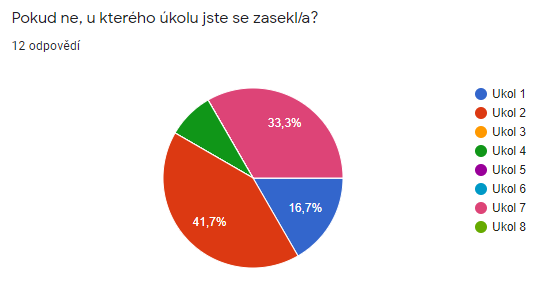 Pokud ne, u kterého úkolu jste se zasekl/a?
12 odpovědí
33,3%
16,7%
41,7%
Ukol 1
Ukol 2
Ukol 3
Ukol 4
Ukol 5
Ukol 6
Ukol 7
Ukol 8